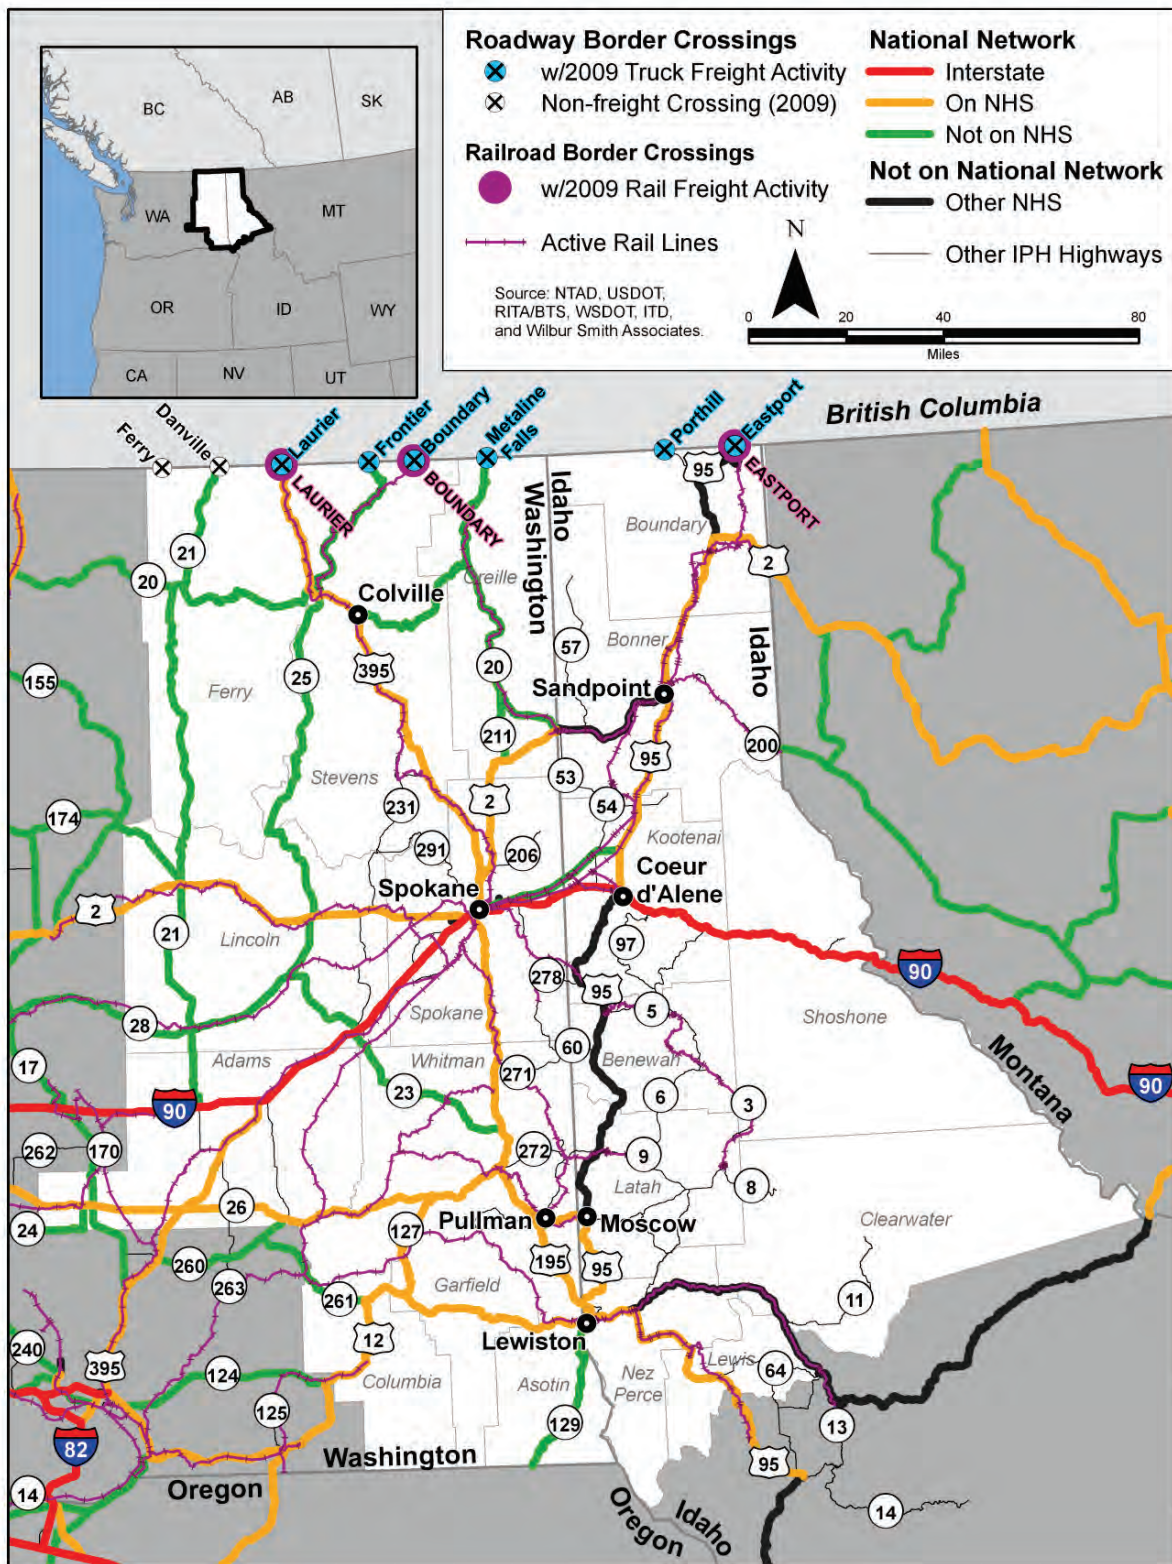 Roadway Border Crossings
w/2009 Truck Freight Activity
Non-freight Crossing (2009)
Railroad Border Crossings
w/2009 Rail Freight Activity
Active Rail Lines
Source: NTAD, USDOT,
RITA/BTS, WSDOT, ITD,
and Wilbur Smith Associates.
National Network
Interstate
On NHS
Not on NHS
Not on National Network
Other NHS
Other IPH Highways
N
0 20 40 60 80
Miles
BC
AB
SK
WA
MT
OR
ID
WY
CA
NV
UT
British Columbia
Ferry
Danville
Laurier
LAURIER
Frontier
Boundary
BOUNDARY
Metaline
Falls
Porthill
Eastport
EASTPORT
Idaho
Washington
95
Boundary
21
20
2
Oreille
Colville
57
Bonner
Idaho
395
20
25
155
Ferry
Sandpoint
211
95
200
53
Stevens
2
54
231
174
Kootenai
291
206
Coeur
d'Alene
Spokane
2
21
Lincoln
97
90
278
95
5
28
Spokane
Shoshone
Montana
17
Adams
Whitman
60
Benewah
271
23
6
3
90
90
262
170
272
9
8
Latah
26
24
Pullman
Moscow
Clearwater
127
195
95
260
263
261
Garfield
11
12
Lewiston
240
395
124
Columbia
Asotin
Nez
Perce
Lewis
64
125
129
13
82
Washington
95
Oregon
14
Oregon
Idaho
14